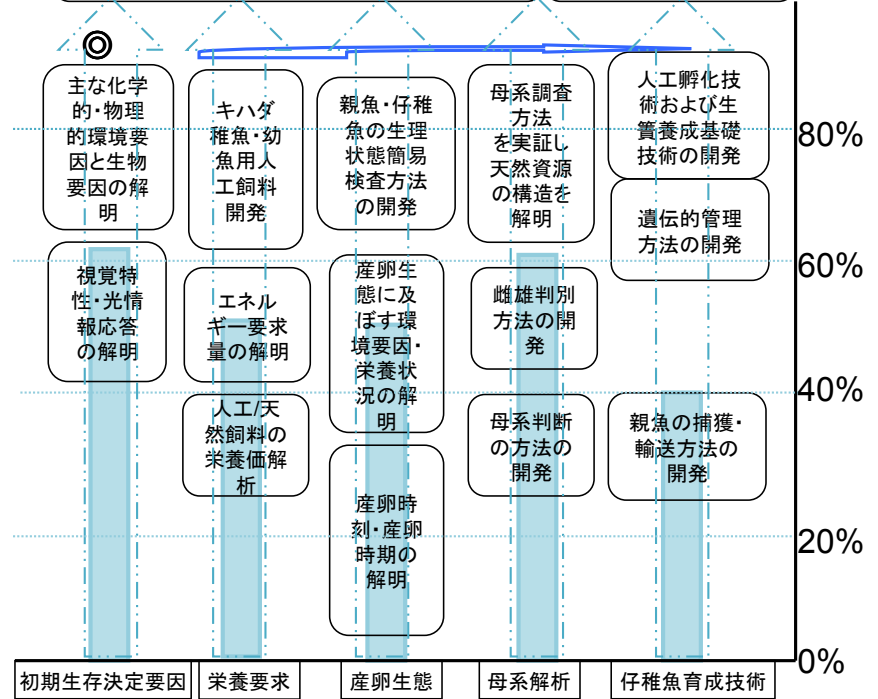 主な化学
的・物理
的環境要
因と生物
要因の解
明
視覚特
性・光情
報応答
の解明
キハダ
稚魚・幼
魚用人
工飼料
開発
エネル
ギー要求
量の解明
人工/天
然飼料の
栄養価解
析
親魚・仔稚
魚の生理
状態簡易
検査方法
の開発
産卵生
態に及
ぼす環
境要因・
栄養状
況の解
明
産卵時
刻・産卵
時期の
解明
母系調査
方法
を実証し
天然資源
の構造を
解明
雌雄判別
方法の開
発
母系判断
の方法の
開発
人工孵化技
術および生
簀養成基礎
技術の開発
遺伝的管理
方法の開発
親魚の捕獲・
輸送方法の
開発
80%
60%
40%
20%
0%
初期生存決定要因
栄養要求
産卵生態
母系解析
仔稚魚育成技術